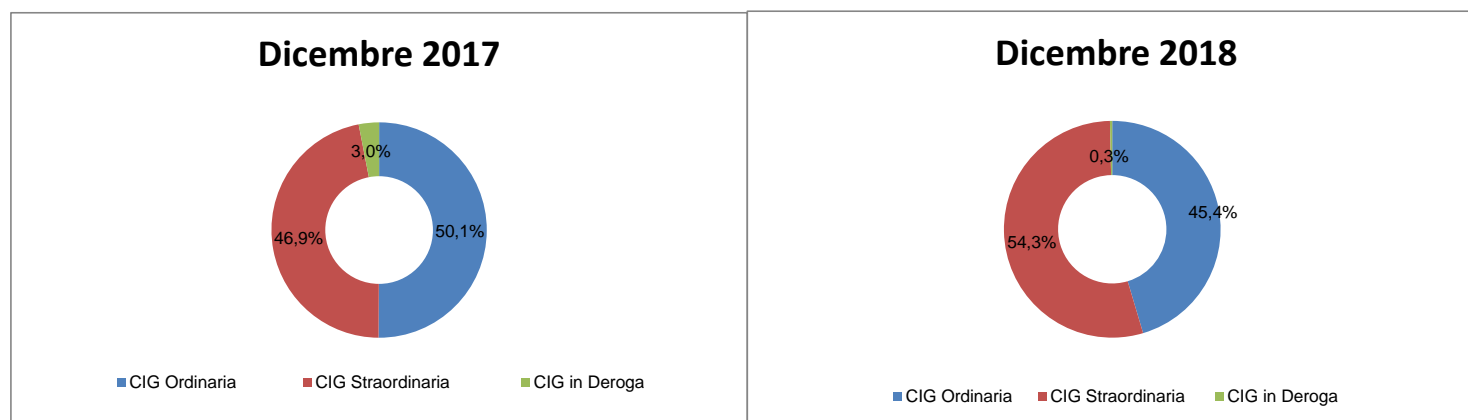 Dicembre 2017
3,0%
46,9%
50,1%
CIG Ordinaria CIG Straordinaria CIG in Deroga
Dicembre 2018
0,3%
45,4%
54,3%
CIG Ordinaria CIG Straordinaria CIG in Deroga